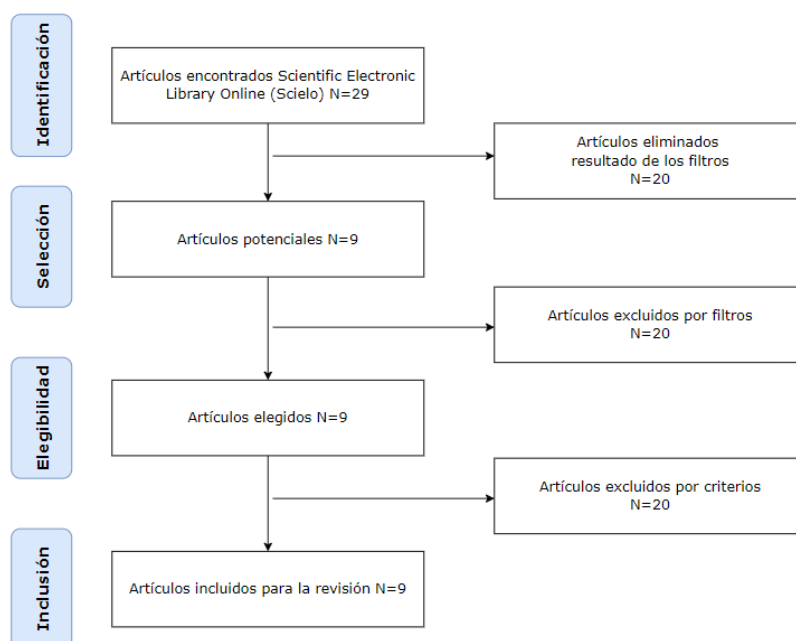 Identificación
Artículos encontrados Scientific Electronic
Library Online (Scielo) N=29
Artículos eliminados
resultado de los filtros
N=20
Selección
Artículos potenciales N=9
Artículos excluidos por filtros
N=20
Elegibilidad
Artículos elegidos N=9
Artículos excluidos por criterios
N=20
Inclusión
Artículos incluidos para la revisión N=9